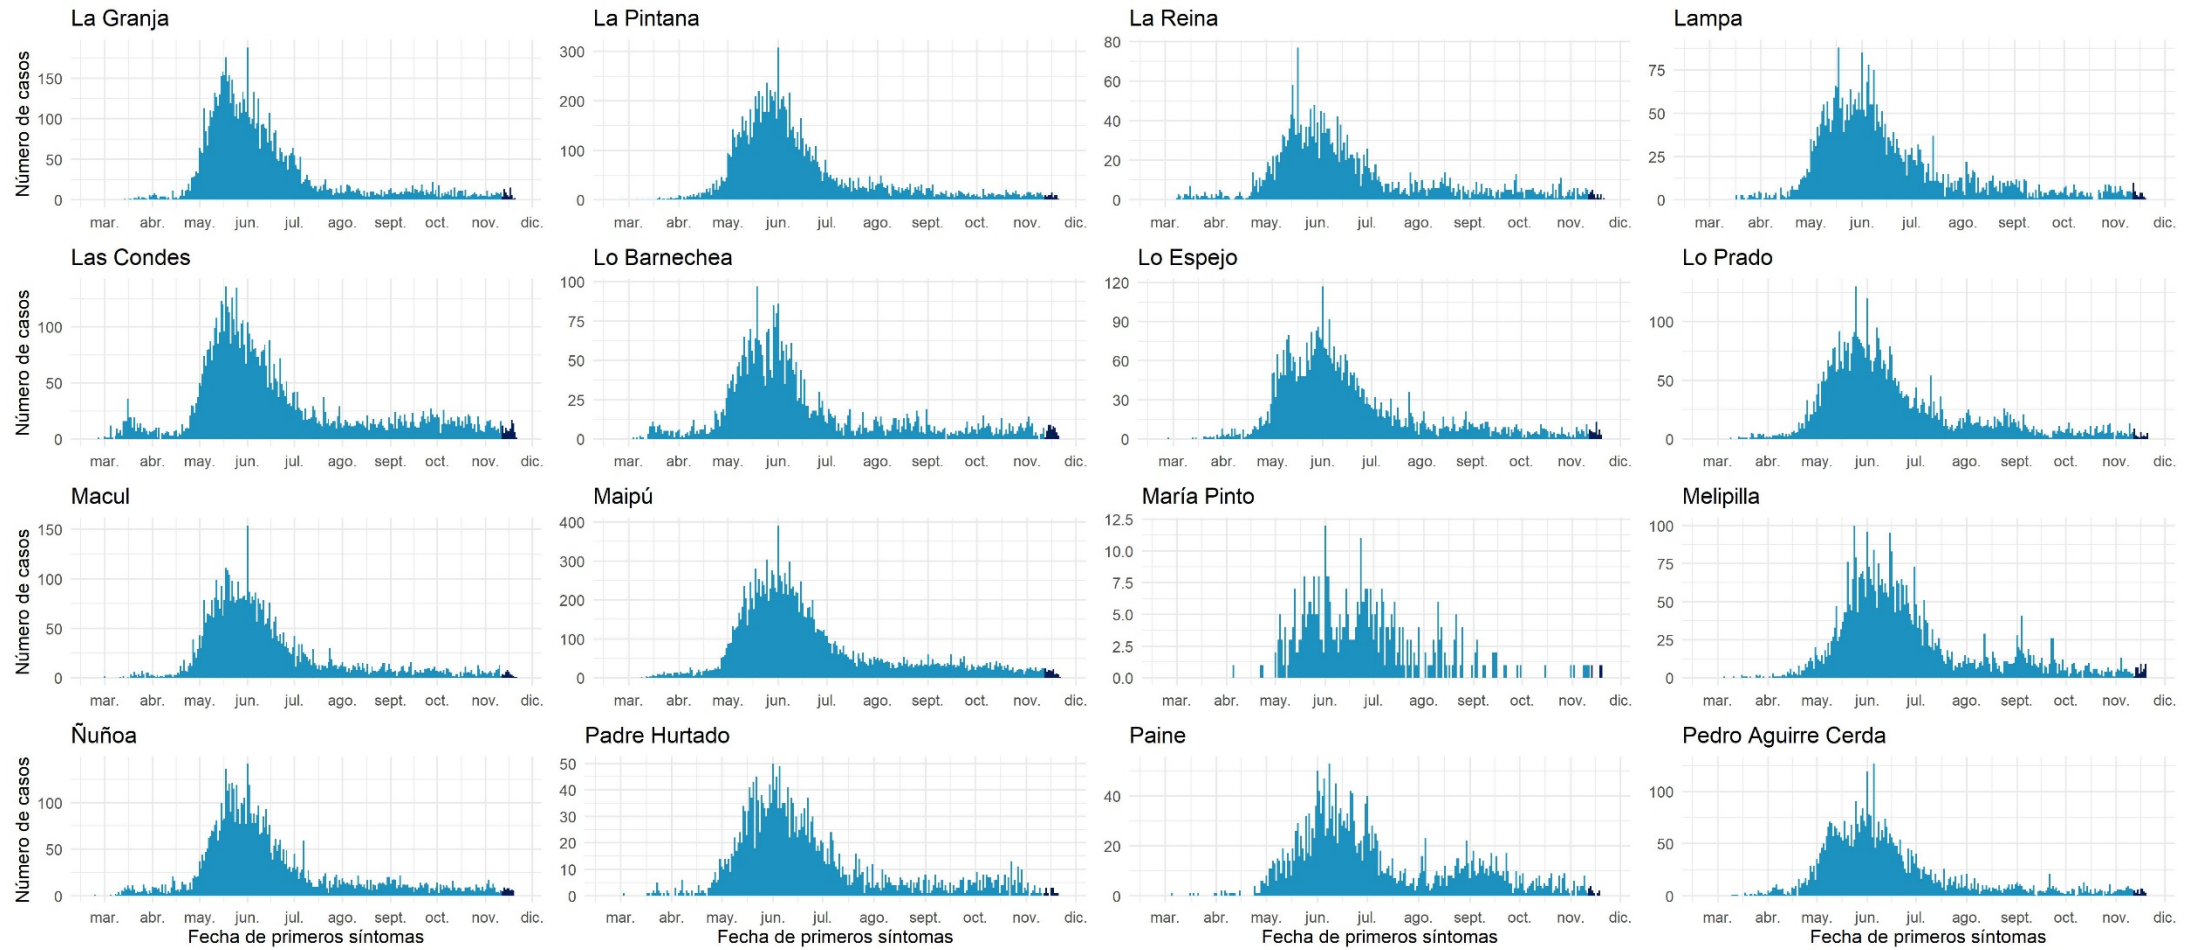 La Granja
La Pintana
La Reina
Lampa
Número de casos
150
100
50
0
300
200
100
0
80
60
40
20
0
75
50
25
0
mar. abr. may. jun. jul. ago. sept. oct. nov. dic.
mar. abr. may. jun. jul. ago. sept. oct. nov. dic.
mar. abr. may. jun. jul. ago. sept. oct. nov. dic.
mar. abr. may. jun. jul. ago. sept. oct. nov. dic.
Las Condes
Lo Barnechea
Lo Espejo
Lo Prado
Número de casos
100
50
0
100
75
50
25
0
120
90
60
30
0
100
50
0
mar. abr. may. jun. jul. ago. sept. oct. nov. dic.
mar. abr. may. jun. jul. ago. sept. oct. nov. dic.
mar. abr. may. jun. jul. ago. sept. oct. nov. dic.
mar. abr. may. jun. jul. ago. sept. oct. nov. dic.
Macul
Maipú
María Pinto
Melipilla
Número de casos
150
100
50
0
400
300
200
100
0
12.5
10.0
7.5
5.0
2.5
0.0
100
75
50
25
0
mar. abr. may. jun. jul. ago. sept. oct. nov. dic.
mar. abr. may. jun. jul. ago. sept. oct. nov. dic.
mar. abr. may. jun. jul. ago. sept. oct. nov. dic.
mar. abr. may. jun. jul. ago. sept. oct. nov. dic.
Ñuñoa
Padre Hurtado
Paine
Pedro Aguirre Cerda
Número de casos
100
50
0
50
40
30
20
10
0
40
20
0
100
50
0
mar. abr. may. jun. jul. ago. sept. oct. nov. dic.
mar. abr. may. jun. jul. ago. sept. oct. nov. dic.
mar. abr. may. jun. jul. ago. sept. oct. nov. dic.
mar. abr. may. jun. jul. ago. sept. oct. nov. dic.
Fecha de primeros síntomas
Fecha de primeros síntomas
Fecha de primeros síntomas
Fecha de primeros síntomas